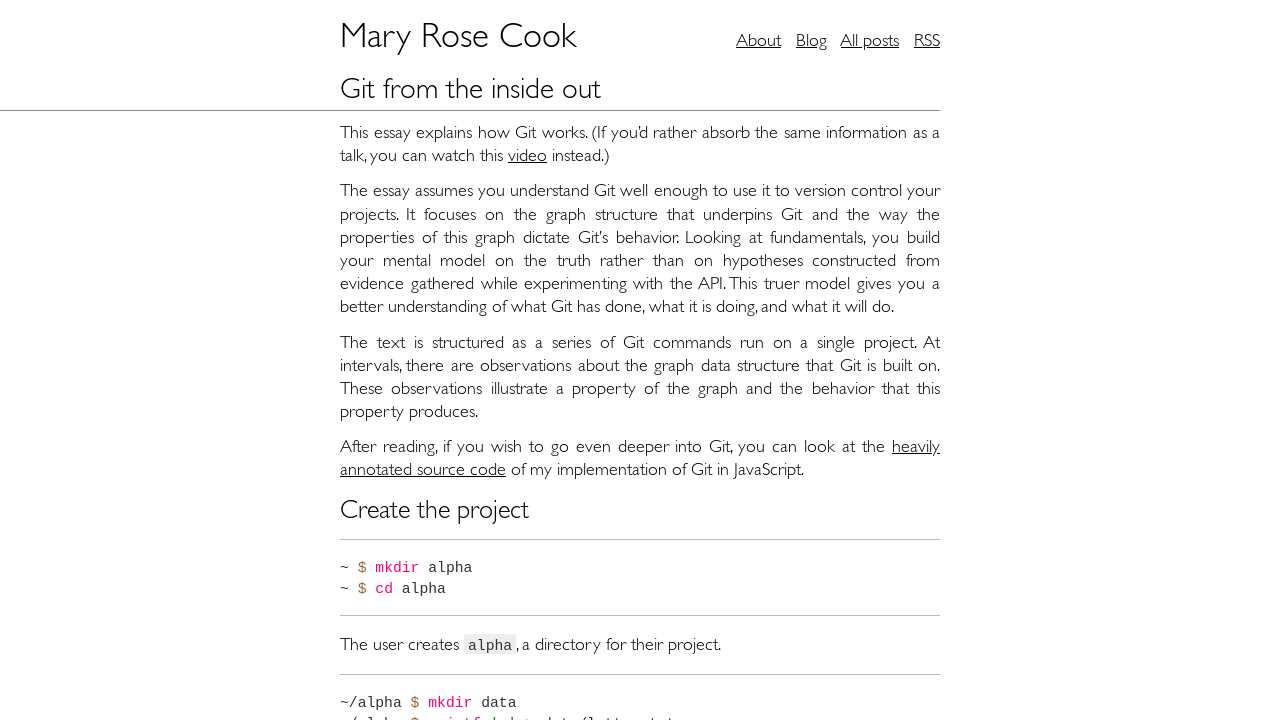 Mary Rose Cook
About Blog All posts RSS
Git from the inside out
This essay explains how Git works. (If you’d rather absorb the same information as a
talk, you can watch this video instead.)
The essay assumes you understand Git well enough to use it to version control your
projects. It focuses on the graph structure that underpins Git and the way the
properties of this graph dictate Git’s behavior. Looking at fundamentals, you build
your mental model on the truth rather than on hypotheses constructed from
evidence gathered while experimenting with the API. This truer model gives you a
better understanding of what Git has done, what it is doing, and what it will do.
The text is structured as a series of Git commands run on a single project. At
intervals, there are observations about the graph data structure that Git is built on.
These observations illustrate a property of the graph and the behavior that this
property produces.
After reading, if you wish to go even deeper into Git, you can look at the heavily
annotated source code of my implementation of Git in JavaScript.
Create the project
~ $ mkdir alpha
~ $ cd alpha
The user creates alpha, a directory for their project.
~/alpha $ mkdir data